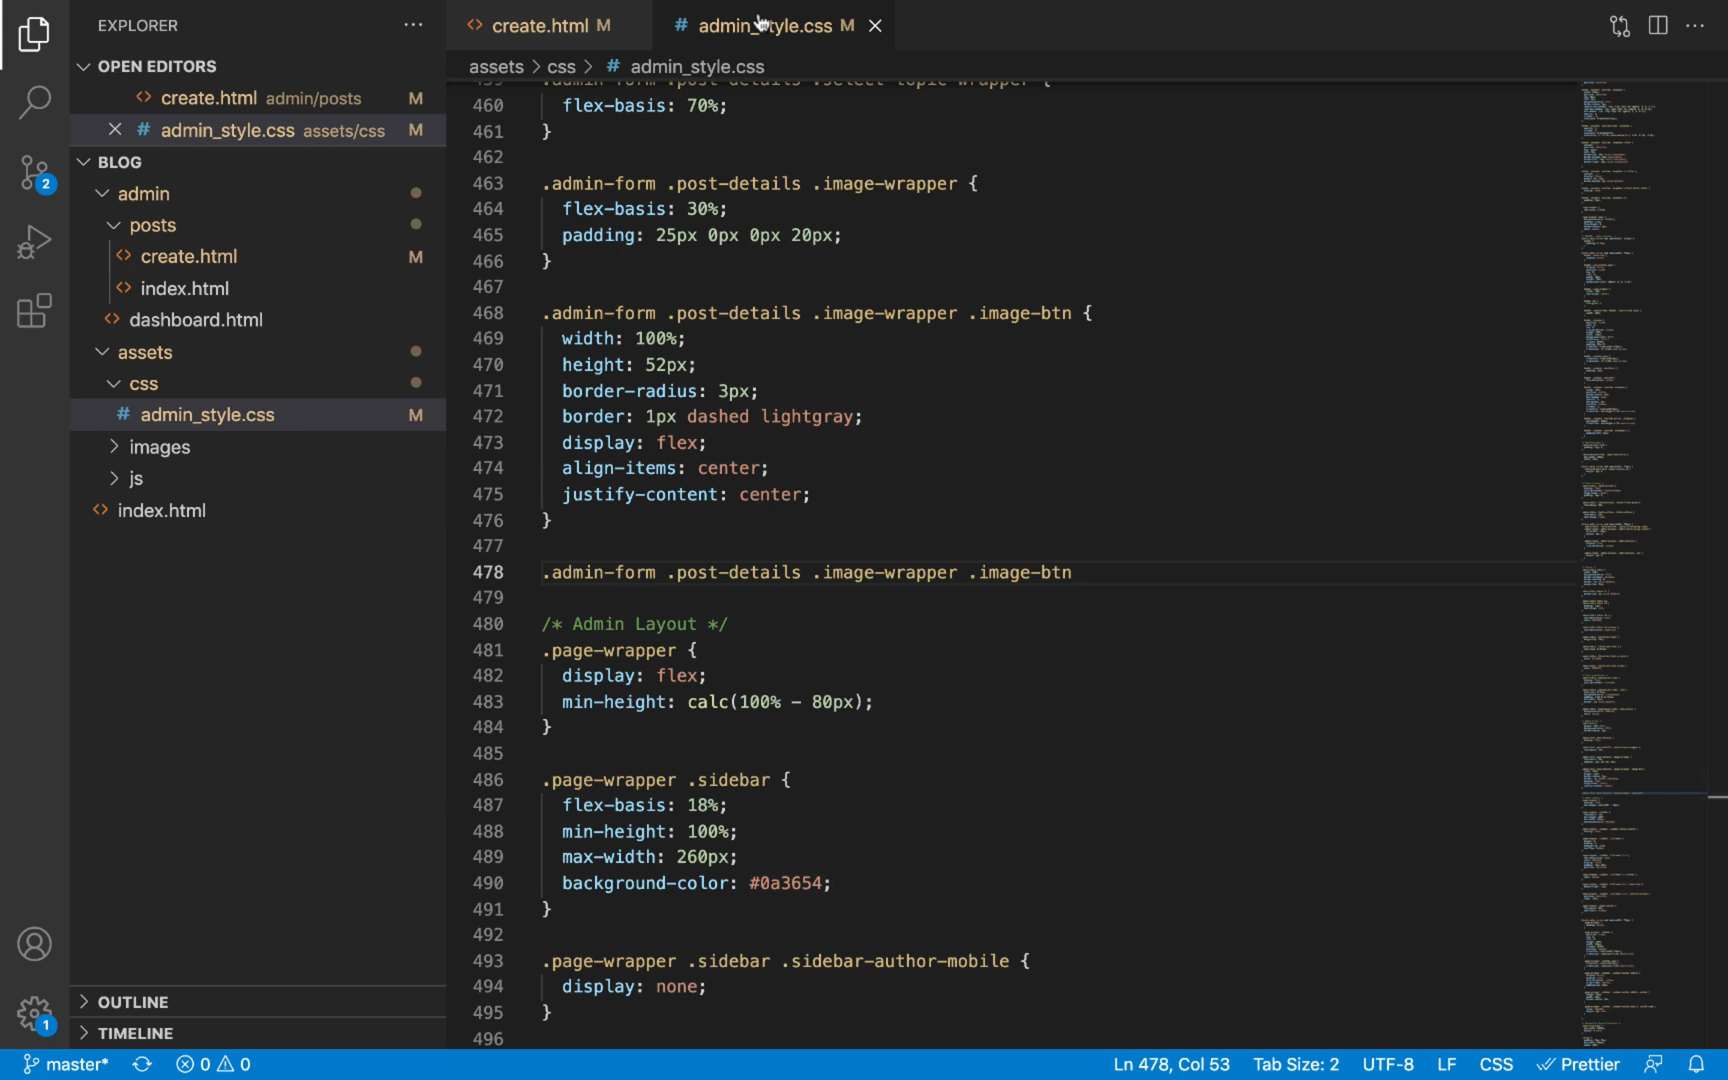 EXPLORER
OPEN EDITORS
create.html admin/posts M
admin_style.css assets/css M
BLOG
admin
posts
create.html M
index.html
dashboard.html
assets
css
admin_style.css M
images
js
index.html
OUTLINE
TIMELINE
2
1
create.html M
admin_style.css M
assets > css > # admin_style.css
.admin-form .post-details .select-topic-wrapper {
460 flex-basis: 70%;
461 }
462
463 .admin-form .post-details .image-wrapper {
464 flex-basis: 30%;
465 padding: 25px 0px 0px 20px;
466 }
467
468 .admin-form .post-details .image-wrapper .image-btn {
469 width: 100%;
470 height: 52px;
471 border-radius: 3px;
472 border: 1px dashed lightgray;
473 display: flex;
474 align-items: center;
475 justify-content: center;
476 }
477
478 .admin-form .post-details .image-wrapper .image-btn
479
480 /* Admin Layout */
481 .page-wrapper {
482 display: flex;
483 min-height: calc(100% - 80px);
484 }
485
486 .page-wrapper .sidebar {
487 flex-basis: 18%;
488 min-height: 100%;
489 max-width: 260px;
490 background-color: #0a3654;
491 }
492
493 .page-wrapper .sidebar .sidebar-author-mobile {
494 display: none;
495 }
496
master* 0 0 Ln 478, Col 53 Tab Size: 2 UTF-8 LF CSS Prettier